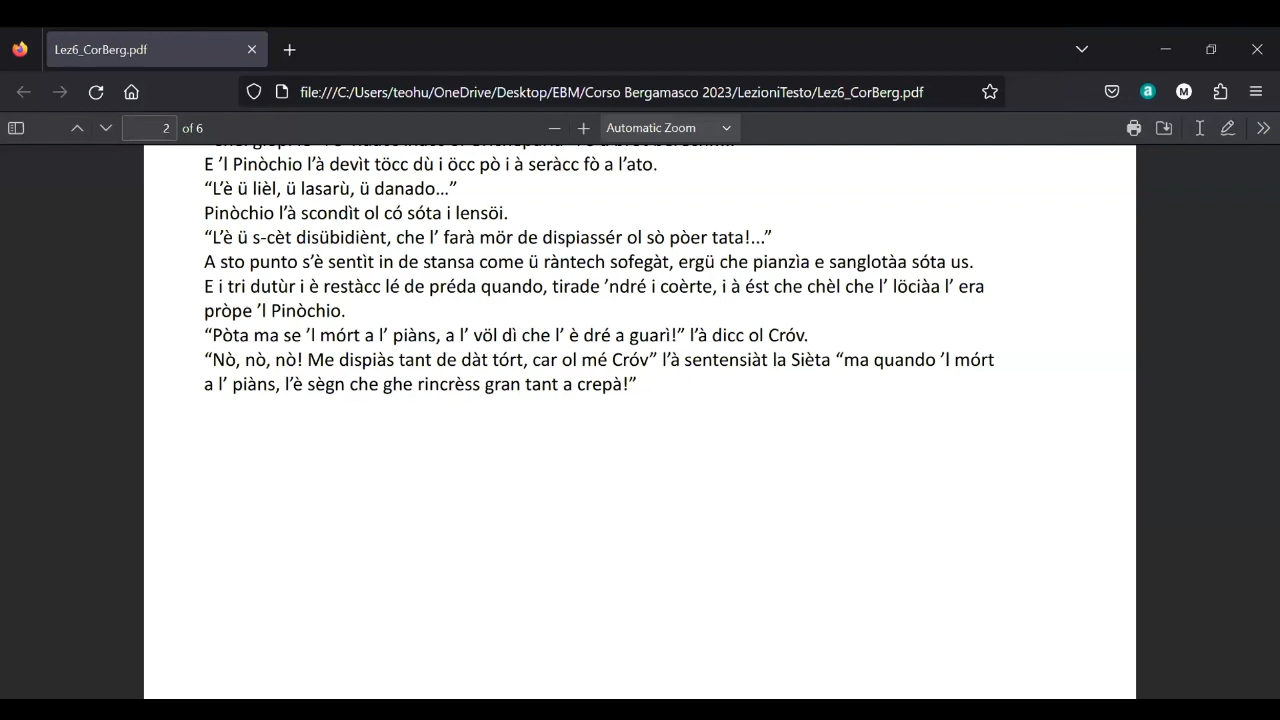 Lez6_CorBerg.pdf
file:///C:/Users/teohu/OneDrive/Desktop/EBM/Corso Bergamasco 2023/LezioniTesto/Lez6_CorBerg.pdf
2 of 6
Automatic Zoom
E ’l Pinòchio l’à devìt töcc dù i öcc pò i à seràcc fò a l’ato.
“L’è ü lièl, ü lasarù, ü danado…”
Pinòchio l’à scondìt ol có sóta i lensöi.
“L’è ü s-cèt disübidiènt, che l’ farà mör de dispiassér ol sò pòer tata!...”
A sto punto s’è sentìt in de stansa come ü ràntech sofegàt, ergü che pianzìa e sanglotàa sóta us.
E i tri dutùr i è restàcc lé de préda quando, tirade ’ndré i coèrte, i à ést che chèl che l’ löciàa l’ era
pròpe ’l Pinòchio.
“Pòta ma se ’l mórt a l’ piàns, a l’ völ dì che l’ è dré a guarì!” l’à dicc ol Cróv.
“Nò, nò, nò! Me dispiàs tant de dàt tórt, car ol mé Cróv” l’à sentensiàt la Sièta “ma quando ’l mórt
a l’ piàns, l’è sègn che ghe rincrèss gran tant a crepà!”